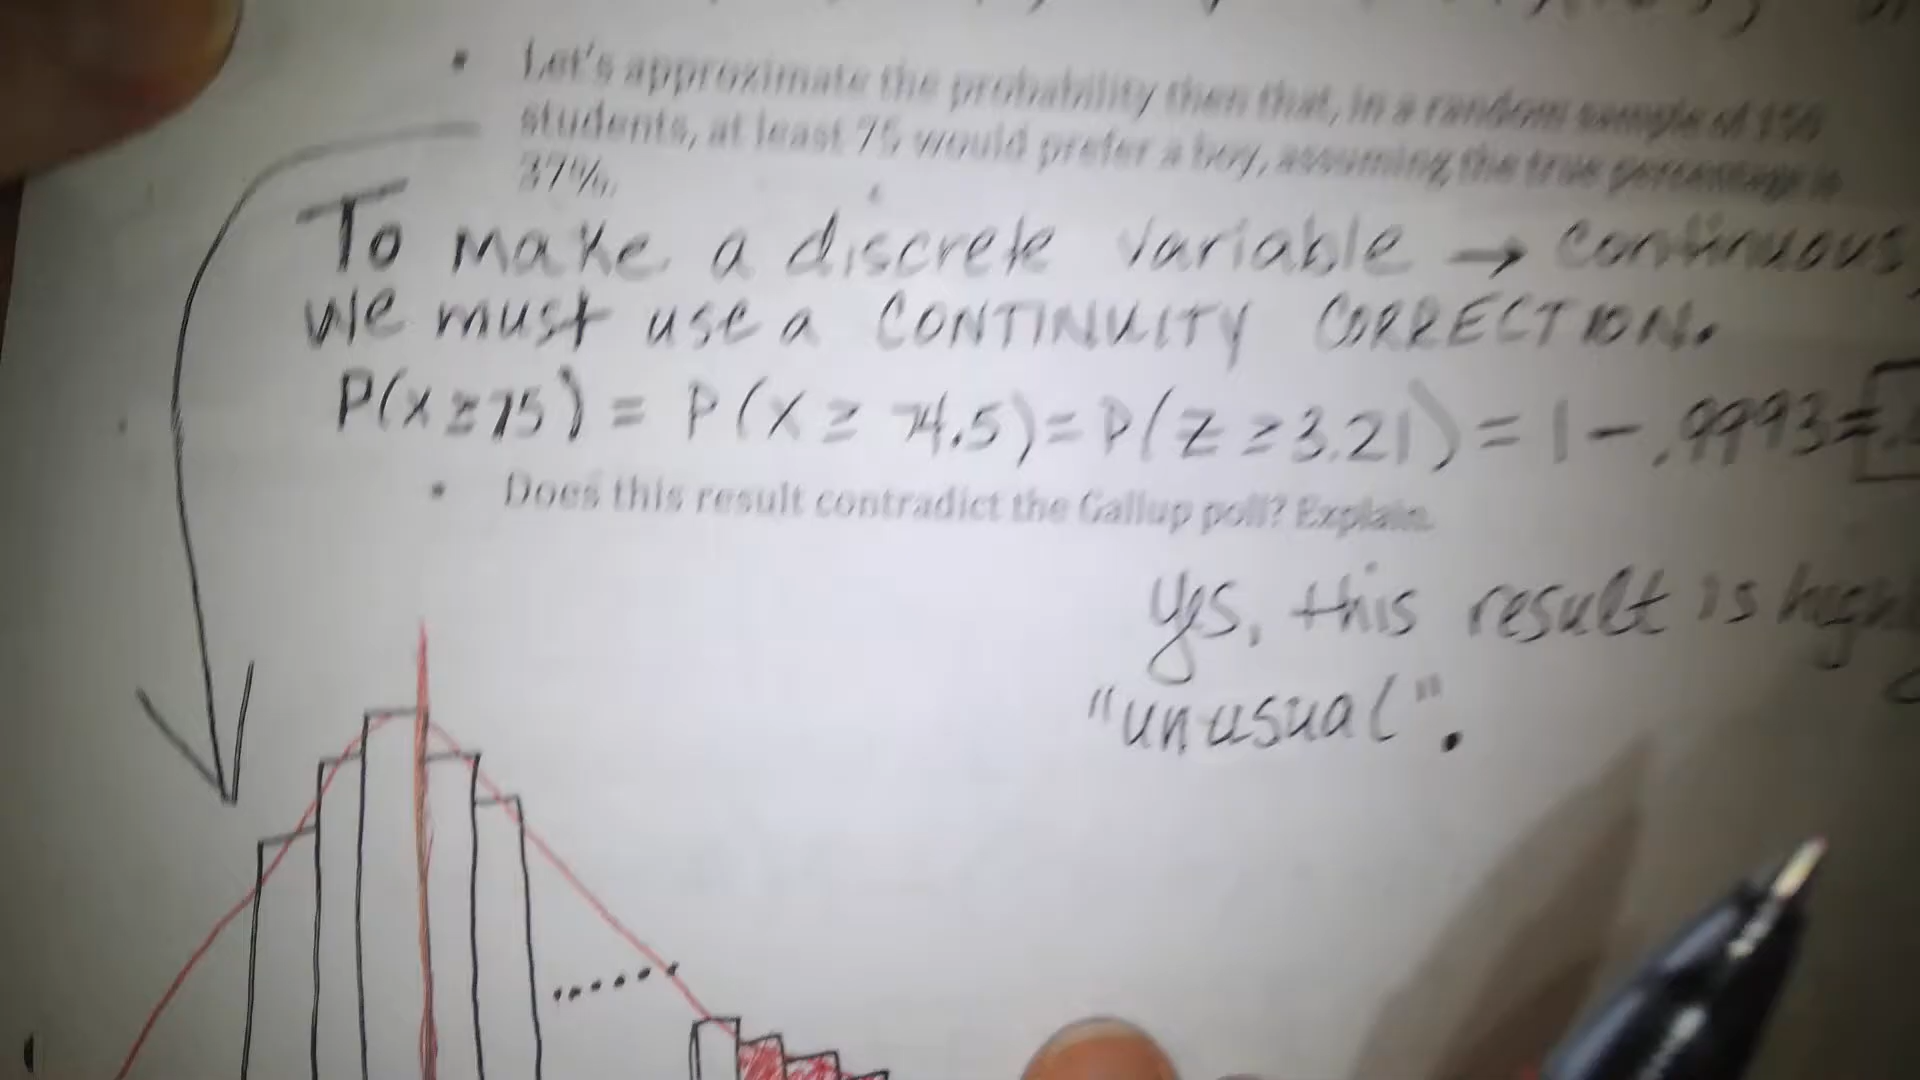 • Let's approximate the probability then that, in a random sample of 150
students, at least 75 would prefer a boy, assuming the true percentage is
37%.
To make a discrete variable → continuous,
we must use a CONTINUITY CORRECTION.
P(X≥75) = P(X ≥ 74.5) = P(Z ≥ 3.21) = 1 - .9993 =
• Does this result contradict the Gallup poll? Explain.
Yes, this result is
"unusual".